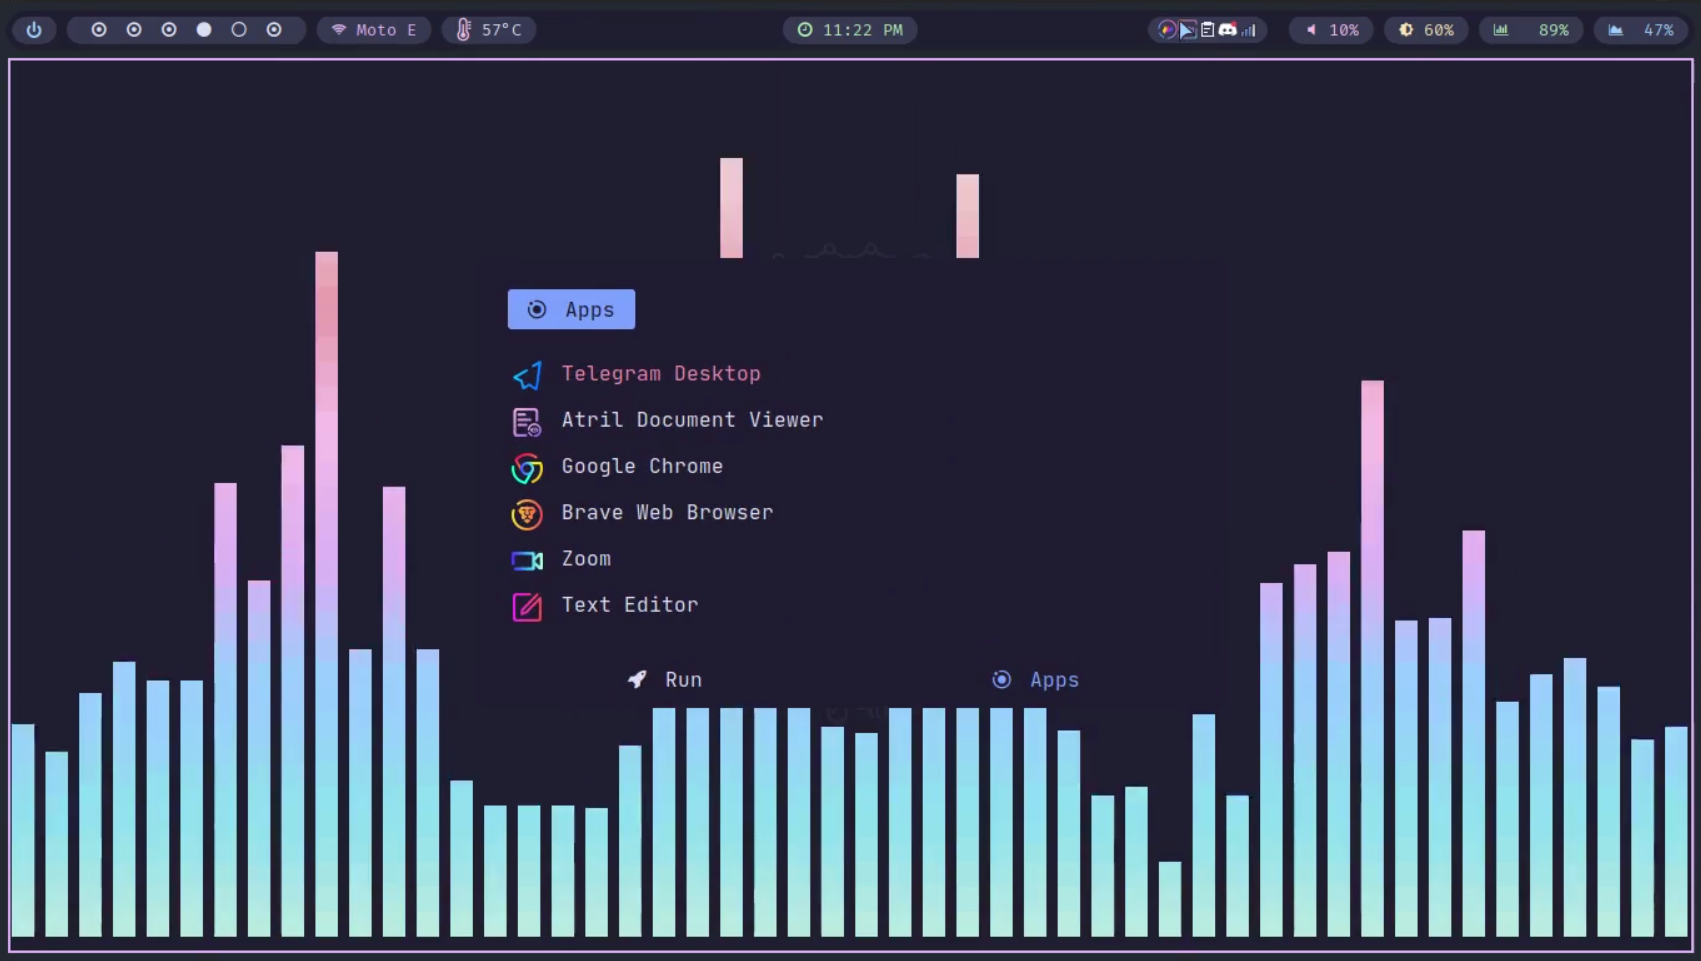 Moto E 57°C 11:22 PM 10% 60% 89% 47%
Apps
Telegram Desktop
Atril Document Viewer
Google Chrome
Brave Web Browser
Zoom
Text Editor
Run Apps